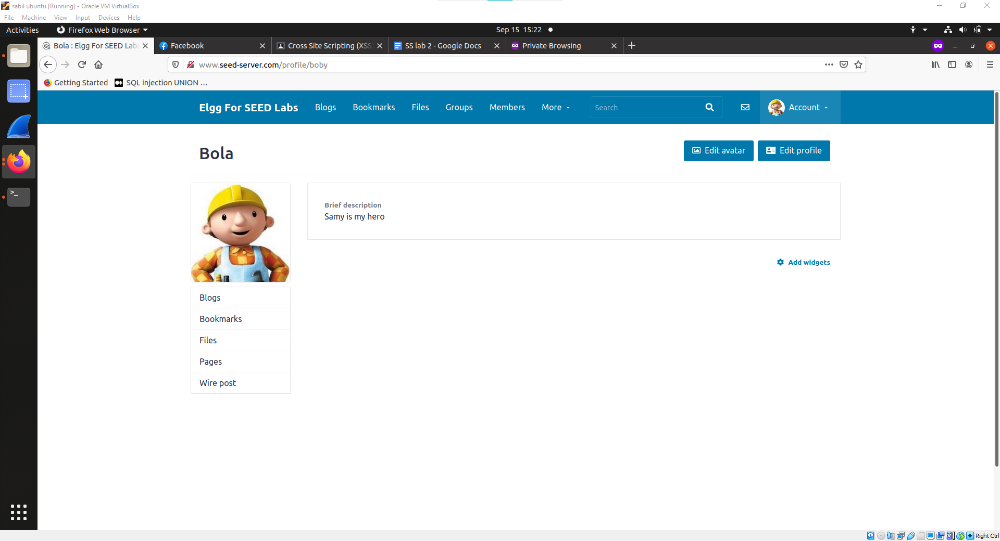 sabil ubuntu [Running] - Oracle VM VirtualBox
File Machine View Input Devices Help
Activities Firefox Web Browser Sep 15 15:22
Bola : Elgg For SEED Labs Facebook Cross Site Scripting (XSS) SS lab 2 - Google Docs Private Browsing
www.seed-server.com/profile/boby
Getting Started SQL injection UNION ...
Elgg For SEED Labs Blogs Bookmarks Files Groups Members More Search Account
Bola Edit avatar Edit profile
Brief description
Samy is my hero
Add widgets
Blogs
Bookmarks
Files
Pages
Wire post
Right Ctrl